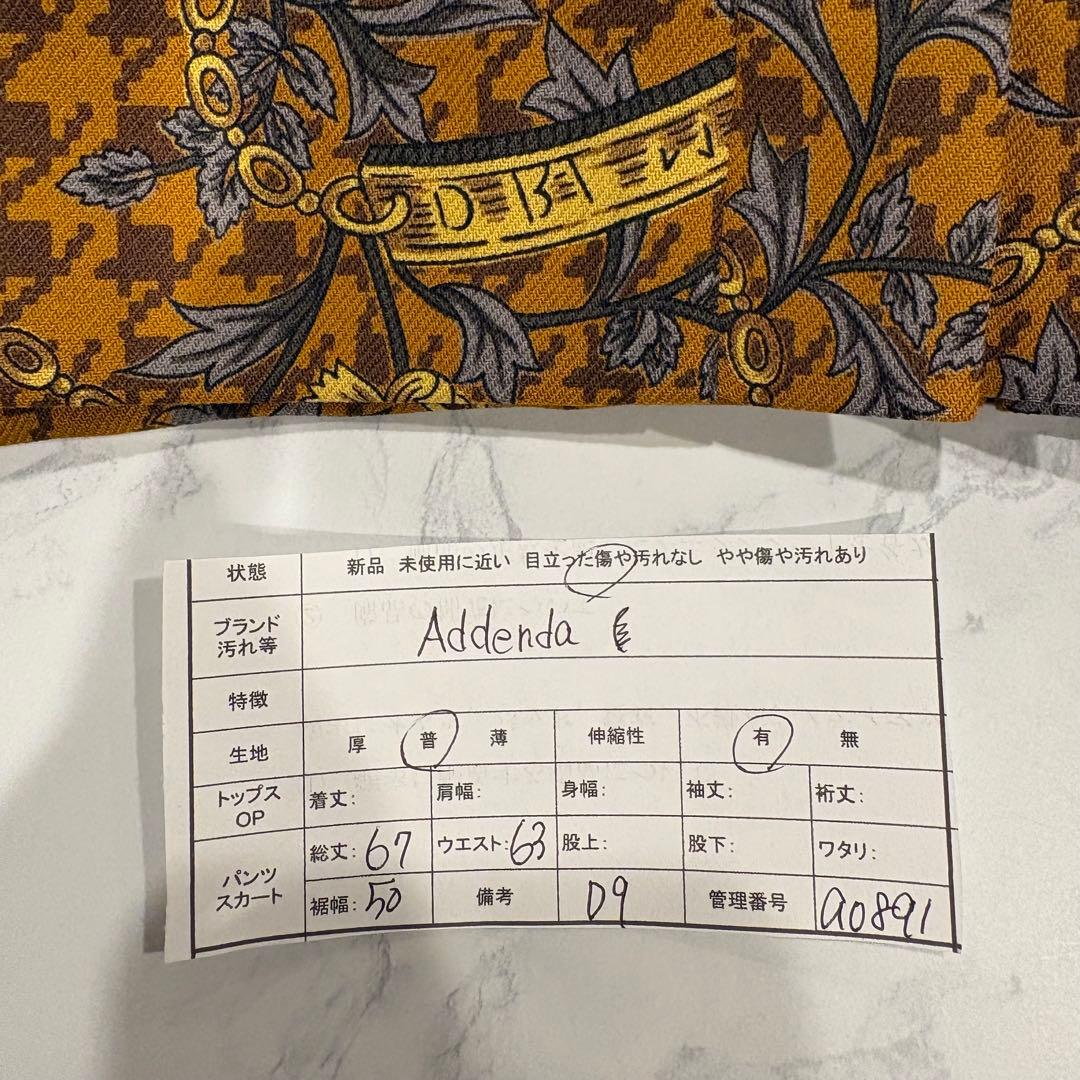 D R W
状態 新品 未使用に近い 目立った傷や汚れなし やや傷や汚れあり
ブランド
汚れ等 Addenda
特徴
生地 厚 普 薄 伸縮性 有 無
トップス
OP 着丈: 肩幅: 身幅: 袖丈: 裄丈:
パンツ
スカート 総丈: 67 ウエスト: 63 股上: 股下: ワタリ:
裾幅: 50 備考 D9 管理番号 a0891